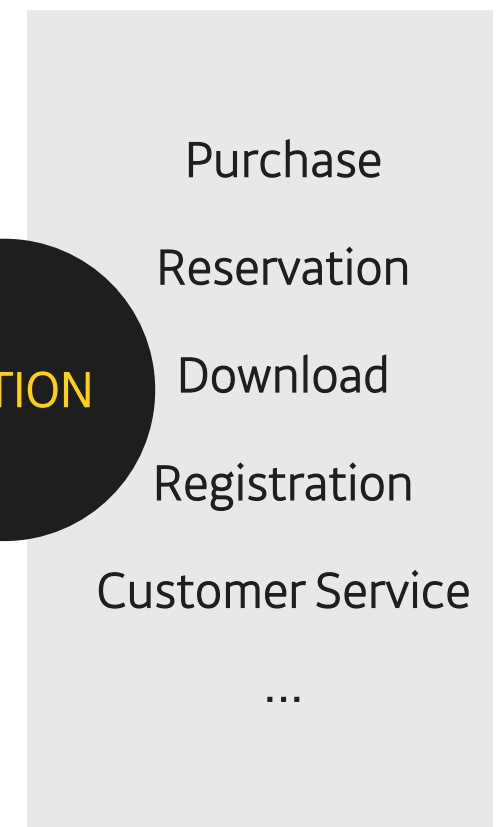 Purchase
Reservation
Download
TION
Registration
Customer Service
...